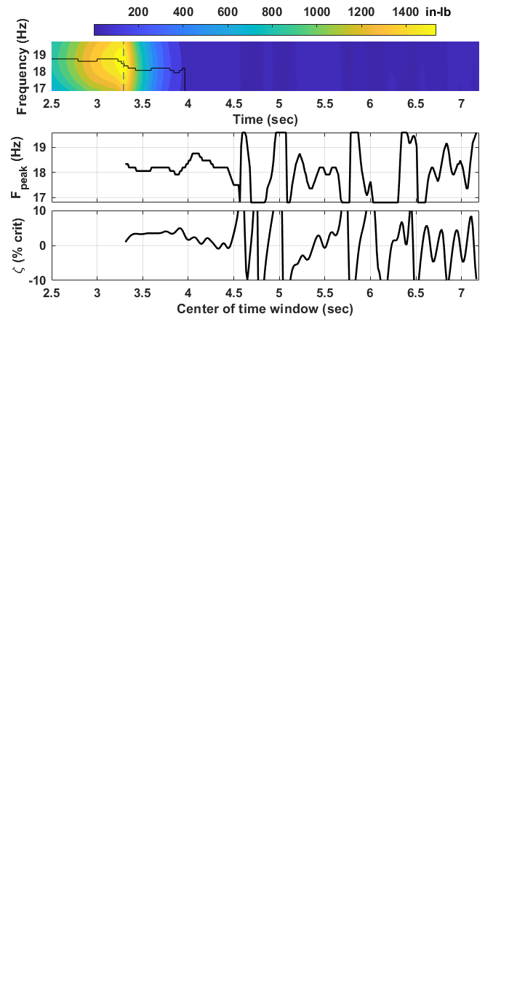 200 400 600 800 1000 1200 1400 in-lb
Frequency (Hz)
19
18
17
2.5 3 3.5 4 4.5 5 5.5 6 6.5 7
Time (sec)
Fpeak (Hz)
19
18
17
ζ (% crit)
10
0
-10
2.5 3 3.5 4 4.5 5 5.5 6 6.5 7
Center of time window (sec)